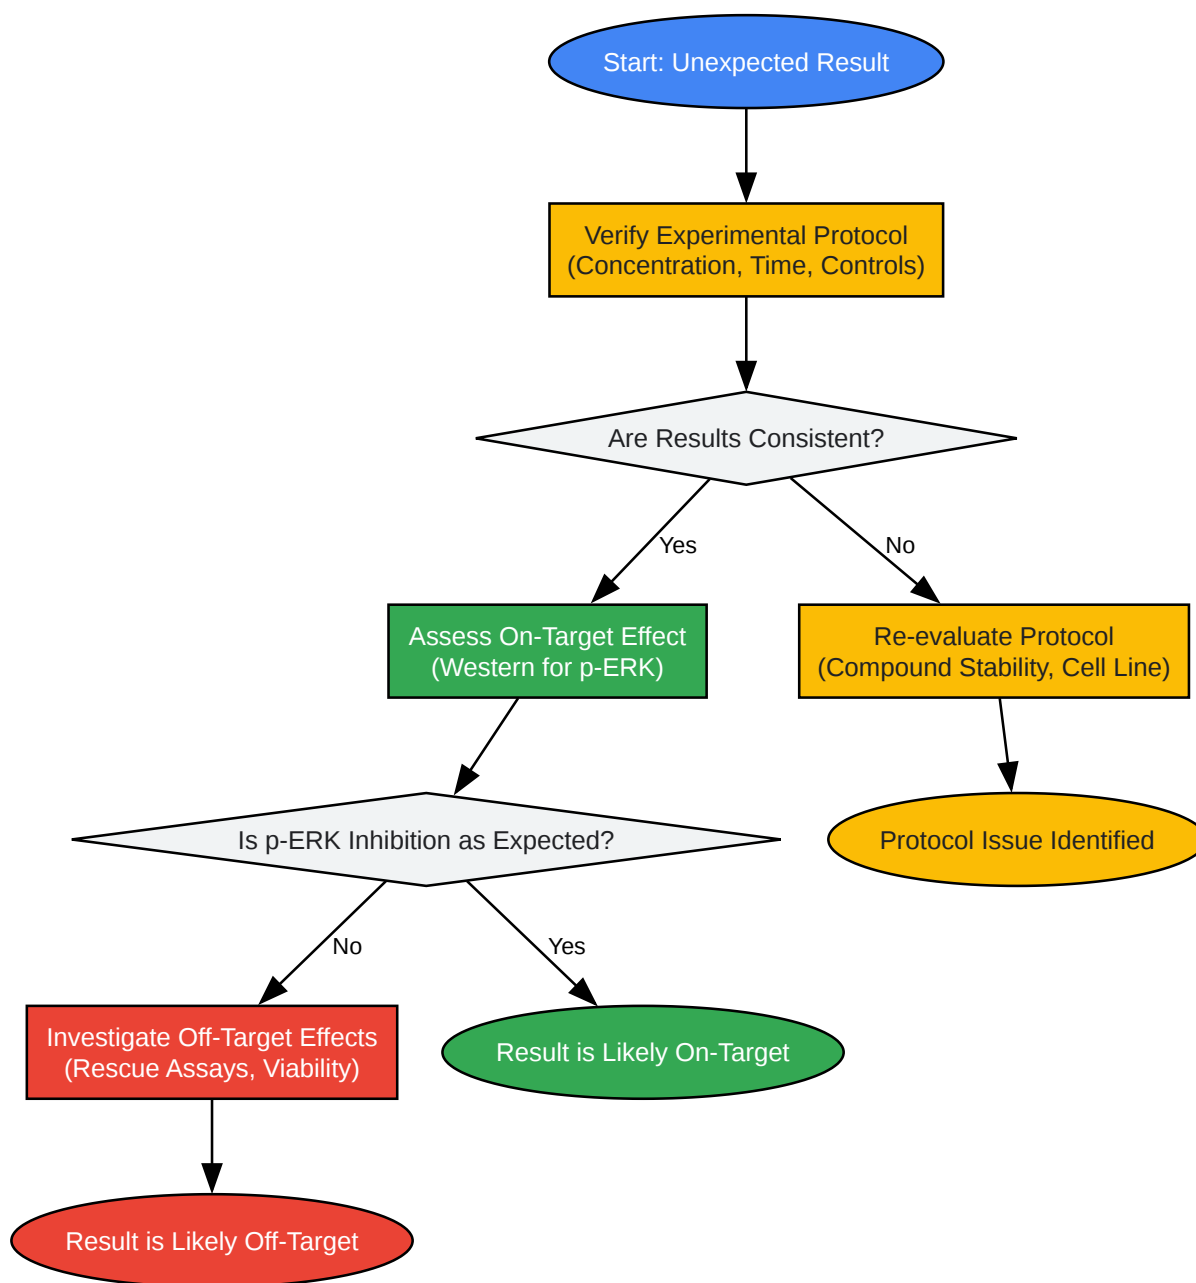 Start: Unexpected Result
Verify Experimental Protocol
(Concentration, Time, Controls)
Are Results Consistent?
Yes
No
Assess On-Target Effect
(Western for p-ERK)
Re-evaluate Protocol
(Compound Stability, Cell Line)
Is p-ERK Inhibition as Expected?
Protocol Issue Identified
No
Yes
Investigate Off-Target Effects
(Rescue Assays, Viability)
Result is Likely On-Target
Result is Likely Off-Target